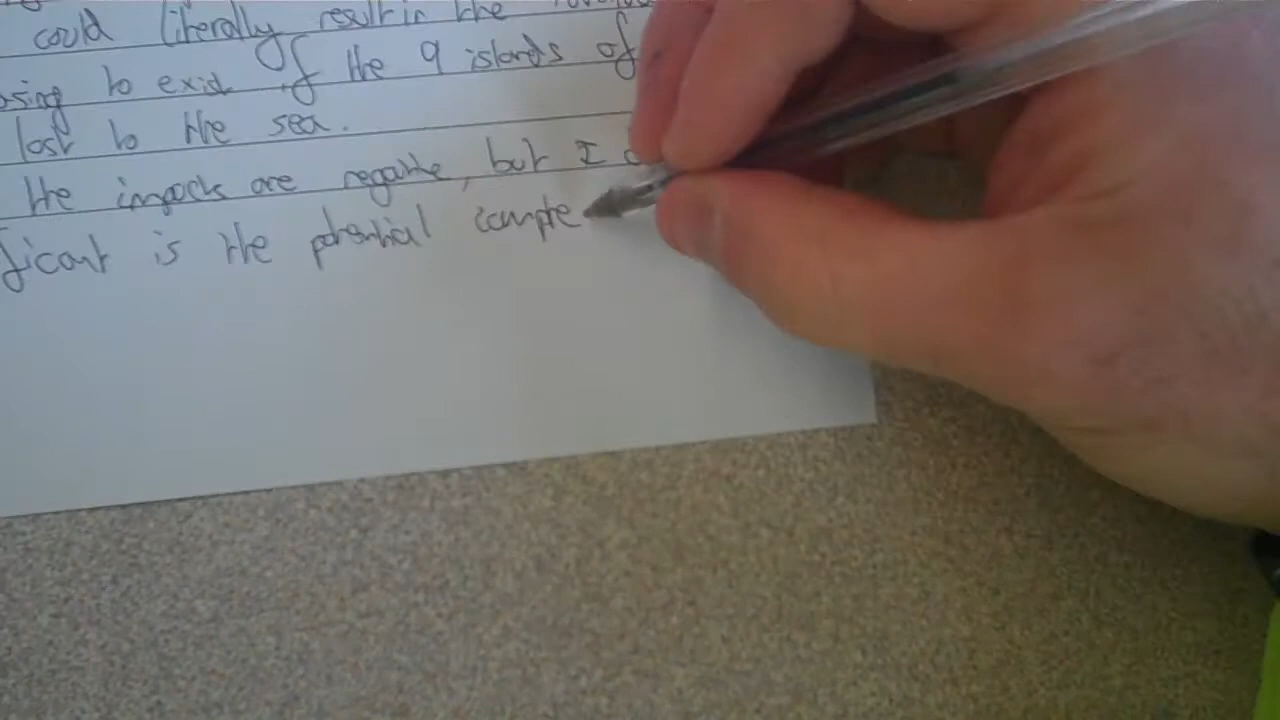 could literally result in the
to exist if the 9 islands of
lost to the sea.
the impacts are negative, but I
is the potential comple